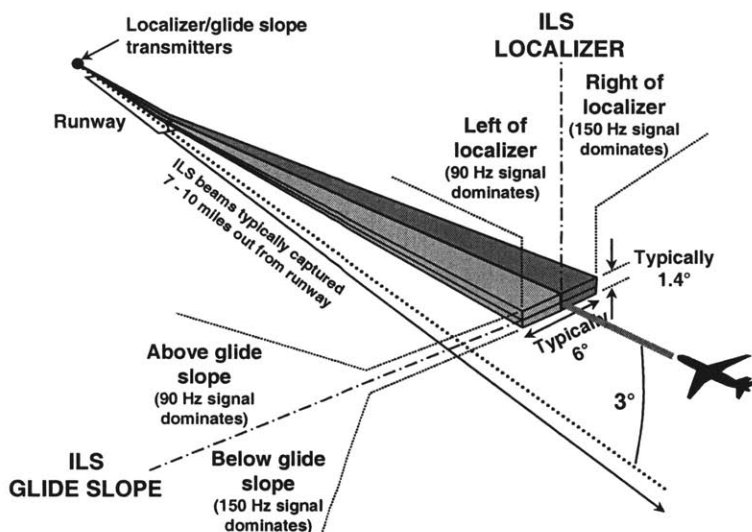 Localizer/glide slope
transmitters
ILS
LOCALIZER
Right of
localizer
(150 Hz signal
dominates)
Left of
localizer
(90 Hz signal
dominates)
Runway
ILS beams typically captured
7 - 10 miles out from runway
Typically
1.4°
Typically
6°
3°
Above glide
slope
(90 Hz signal
dominates)
ILS
GLIDE SLOPE
Below glide
slope
(150 Hz signal
dominates)